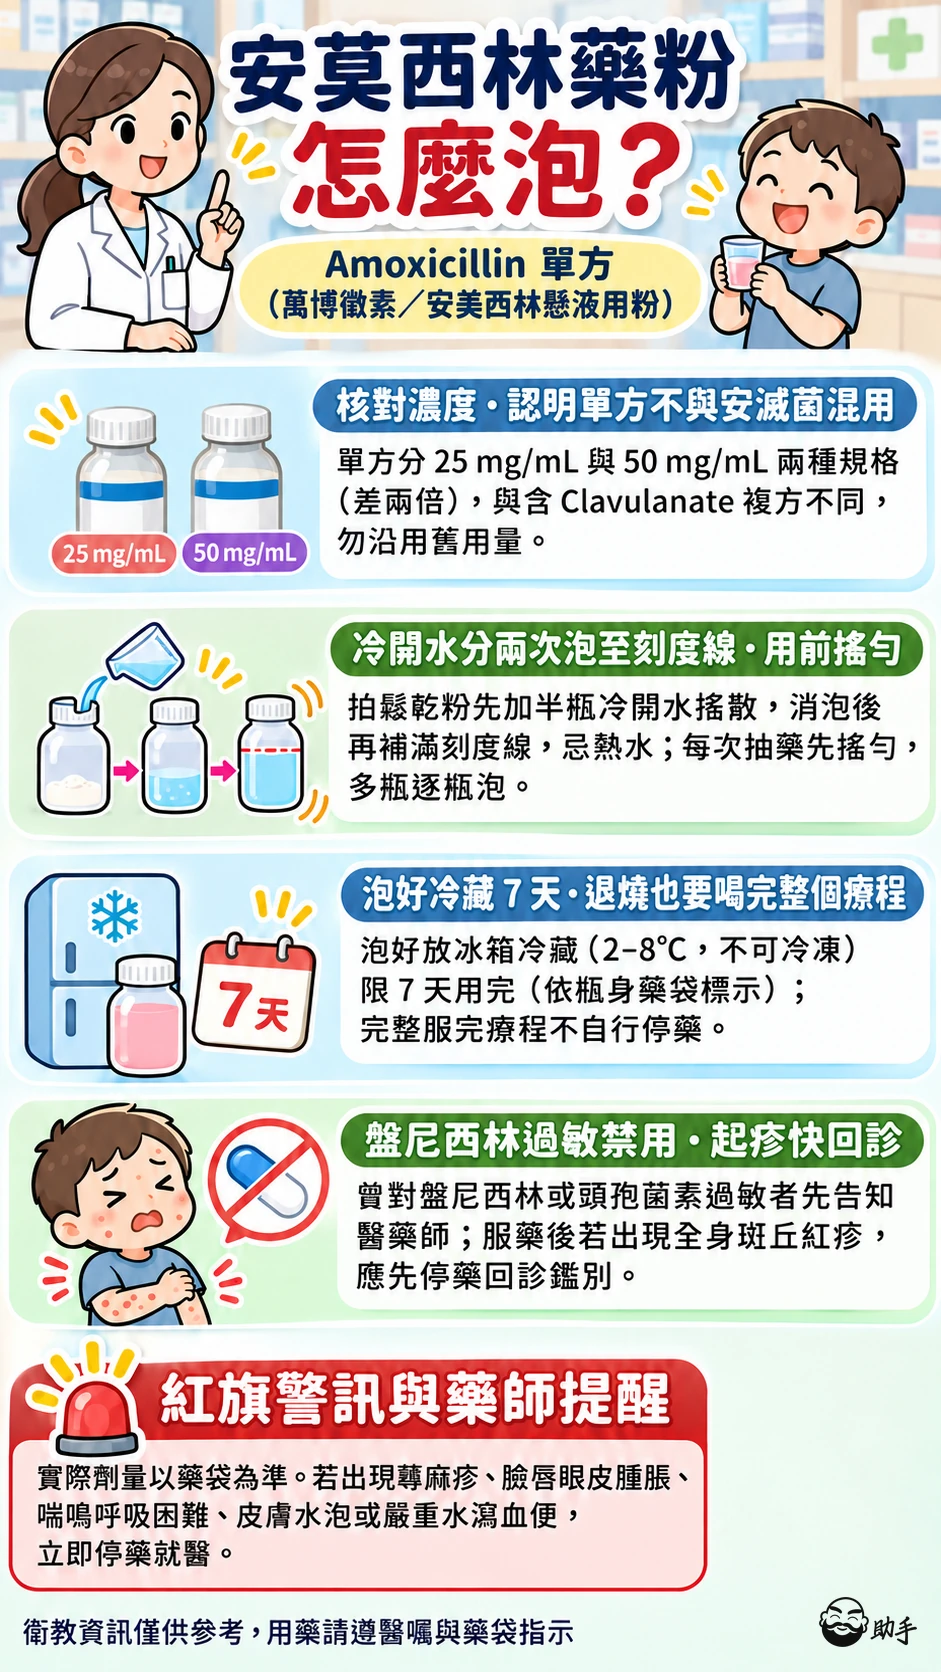 安莫西林藥粉
怎麼泡？
Amoxicillin 單方
（萬博黴素／安美西林懸液用粉）
核對濃度・認明單方不與安滅菌混用
單方分 25 mg/mL 與 50 mg/mL 兩種規格
（差兩倍），與含 Clavulanate 複方不同，
勿沿用舊用量。
25 mg/mL
50 mg/mL
冷開水分兩次泡至刻度線・用前搖勻
拍鬆乾粉先加半瓶冷開水搖散，消泡後
再補滿刻度線，忌熱水；每次抽藥先搖勻，
多瓶逐瓶泡。
泡好冷藏 7 天・退燒也要喝完整個療程
泡好放冰箱冷藏（2–8℃，不可冷凍）
限 7 天用完（依瓶身藥袋標示）；
完整服完療程不自行停藥。
7天
盤尼西林過敏禁用・起疹快回診
曾對盤尼西林或頭孢菌素過敏者先告知
醫藥師；服藥後若出現全身斑丘紅疹，
應先停藥回診鑑別。
紅旗警訊與藥師提醒
實際劑量以藥袋為準。若出現蕁麻疹、臉唇眼皮腫脹、
喘鳴呼吸困難、皮膚水泡或嚴重水瀉血便，
立即停藥就醫。
衛教資訊僅供參考，用藥請遵醫囑與藥袋指示
助手